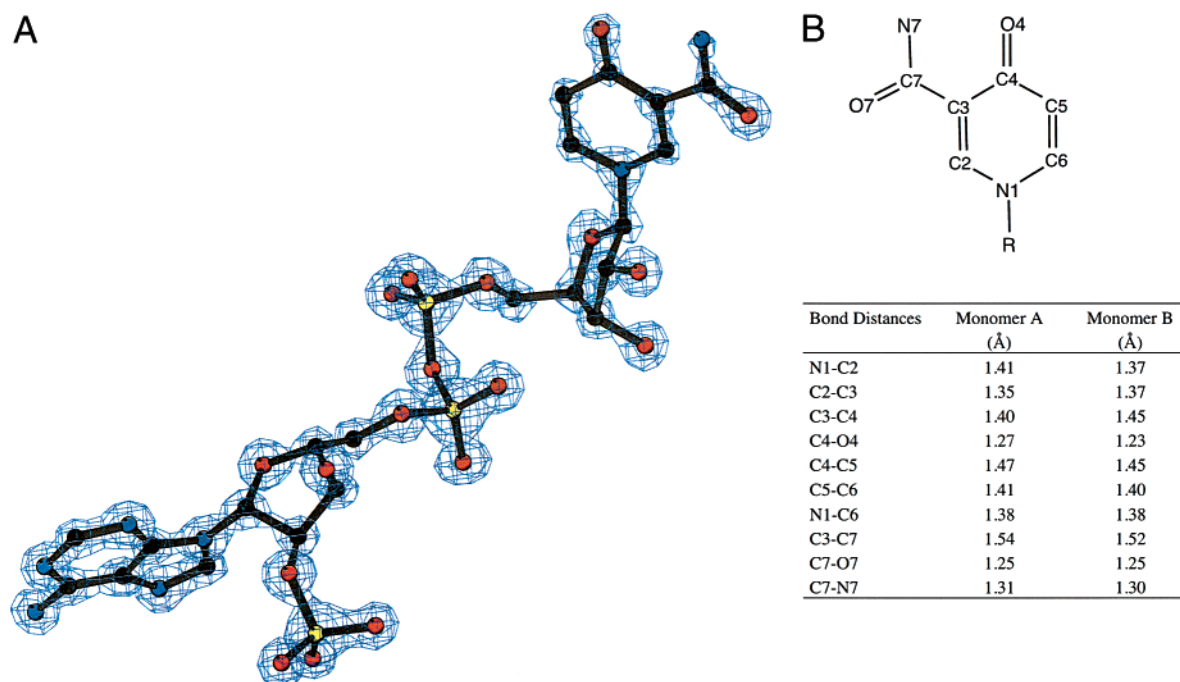 A
B
N7
O4
C7
C4
O7
C3
C5
C2
C6
N1
R
Bond Distances Monomer A Monomer B
(Å) (Å)
N1-C2 1.41 1.37
C2-C3 1.35 1.37
C3-C4 1.40 1.45
C4-O4 1.27 1.23
C4-C5 1.47 1.45
C5-C6 1.41 1.40
N1-C6 1.38 1.38
C3-C7 1.54 1.52
C7-O7 1.25 1.25
C7-N7 1.31 1.30